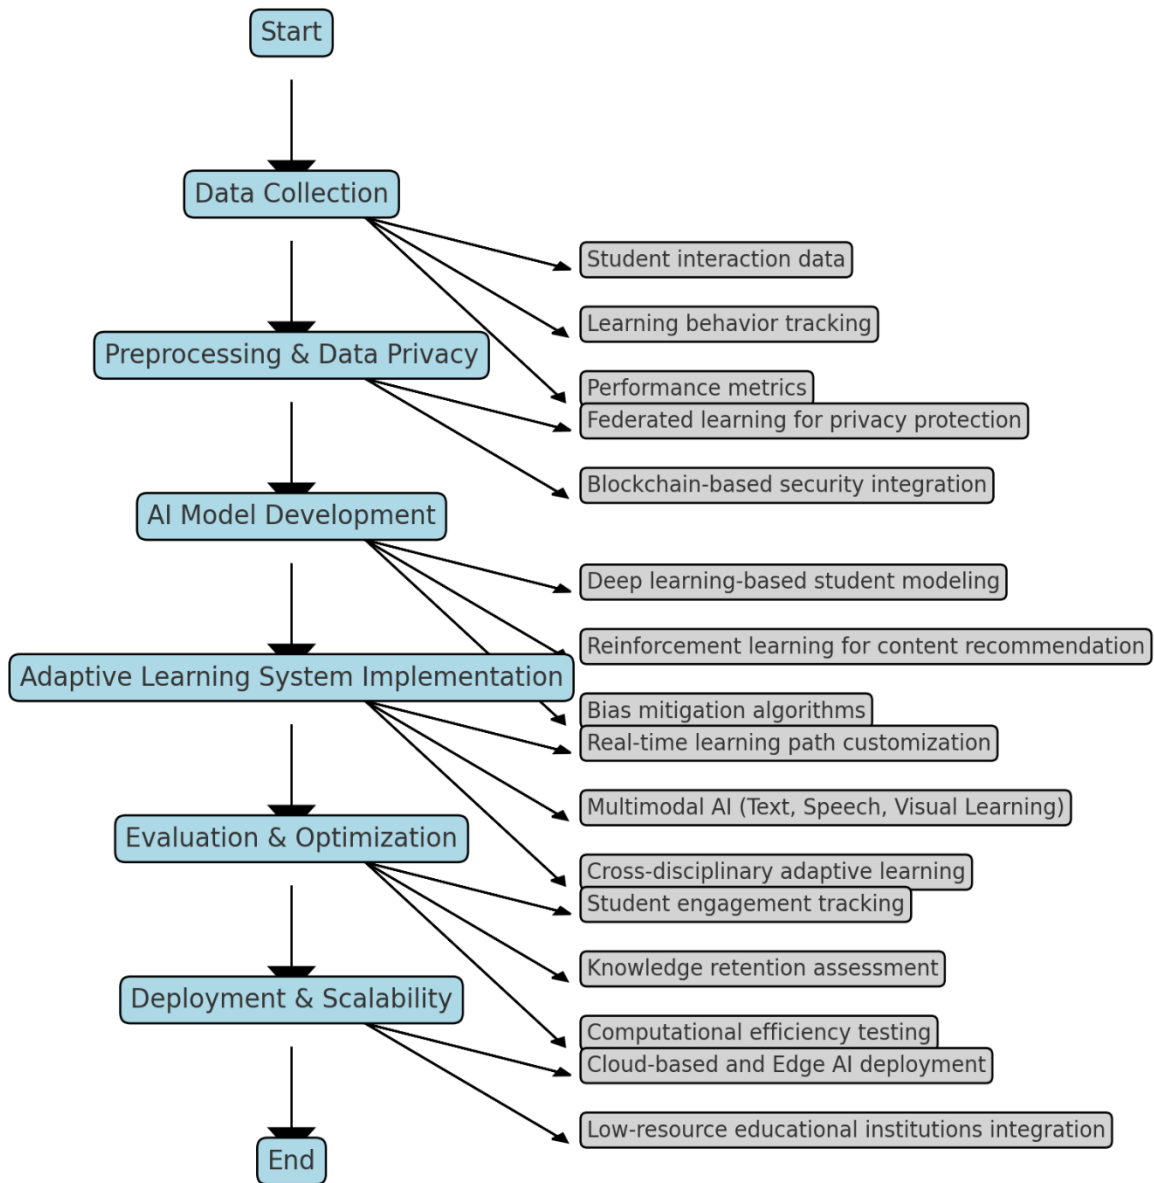 Start
Data Collection
Student interaction data
Learning behavior tracking
Preprocessing & Data Privacy
Performance metrics
Federated learning for privacy protection
Blockchain-based security integration
AI Model Development
Deep learning-based student modeling
Reinforcement learning for content recommendation
Adaptive Learning System Implementation
Bias mitigation algorithms
Real-time learning path customization
Multimodal AI (Text, Speech, Visual Learning)
Evaluation & Optimization
Cross-disciplinary adaptive learning
Student engagement tracking
Knowledge retention assessment
Deployment & Scalability
Computational efficiency testing
Cloud-based and Edge AI deployment
Low-resource educational institutions integration
End